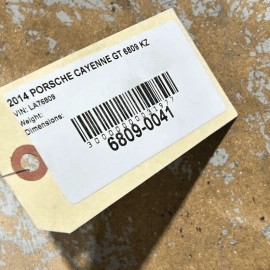 2014 PORSCHE CAYENNE GT 6809 KZ
VIN: LA76809
Weight:
Dimensions:
6809-0041